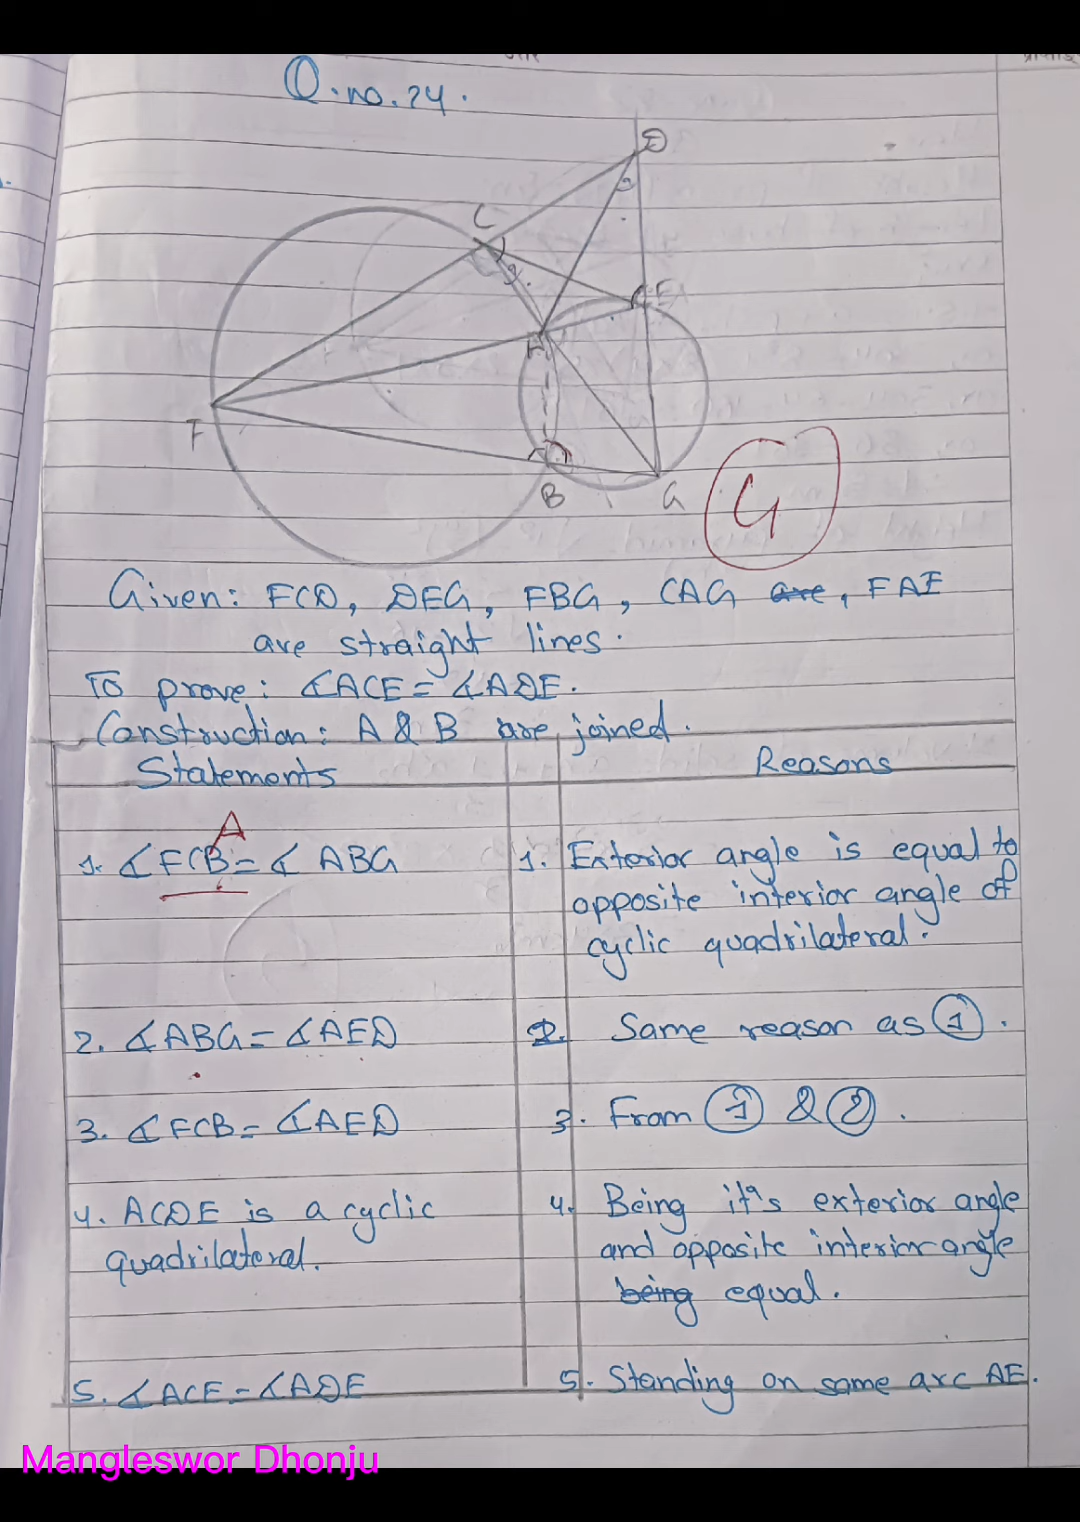 Q.no.24.
D
C
E
A
F
B
G
4
Given: FCD, DEG, FBG, CAG are, FAE
are straight lines.
To prove: ∡ACE = ∡ADE.
Construction: A & B are joined.
Statements
Reasons
A
1. ∡FCB = ∡ABG
1. Exterior angle is equal to
opposite interior angle of
cyclic quadrilateral.
2. ∡ABG = ∡AED
2. Same reason as ①.
3. ∡FCB = ∡AED
3. From ① & ②.
4. ACDE is a cyclic
quadrilateral.
4. Being it's exterior angle
and opposite interior angle
being equal.
5. ∡ACE = ∡ADE
5. Standing on same arc AE.
Mangleswor Dhonju